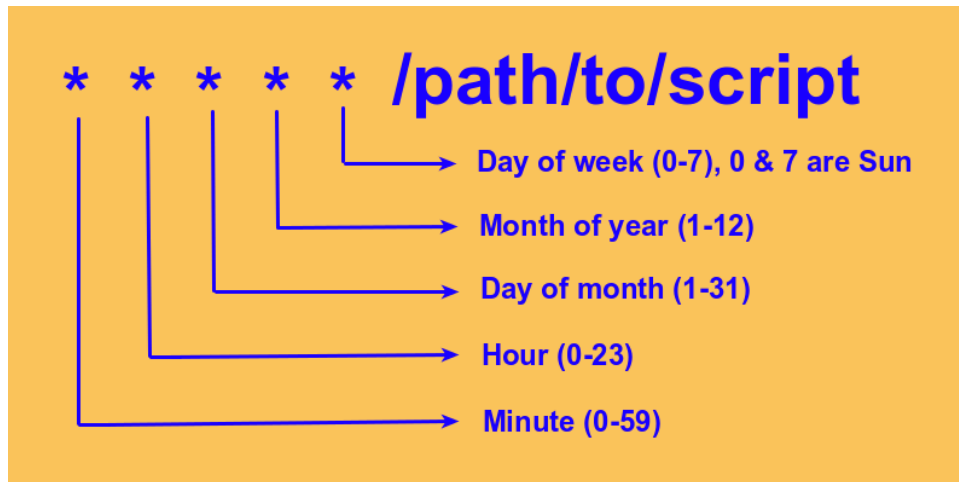 * * * * * /path/to/script
Day of week (0-7), 0 & 7 are Sun
Month of year (1-12)
Day of month (1-31)
Hour (0-23)
Minute (0-59)